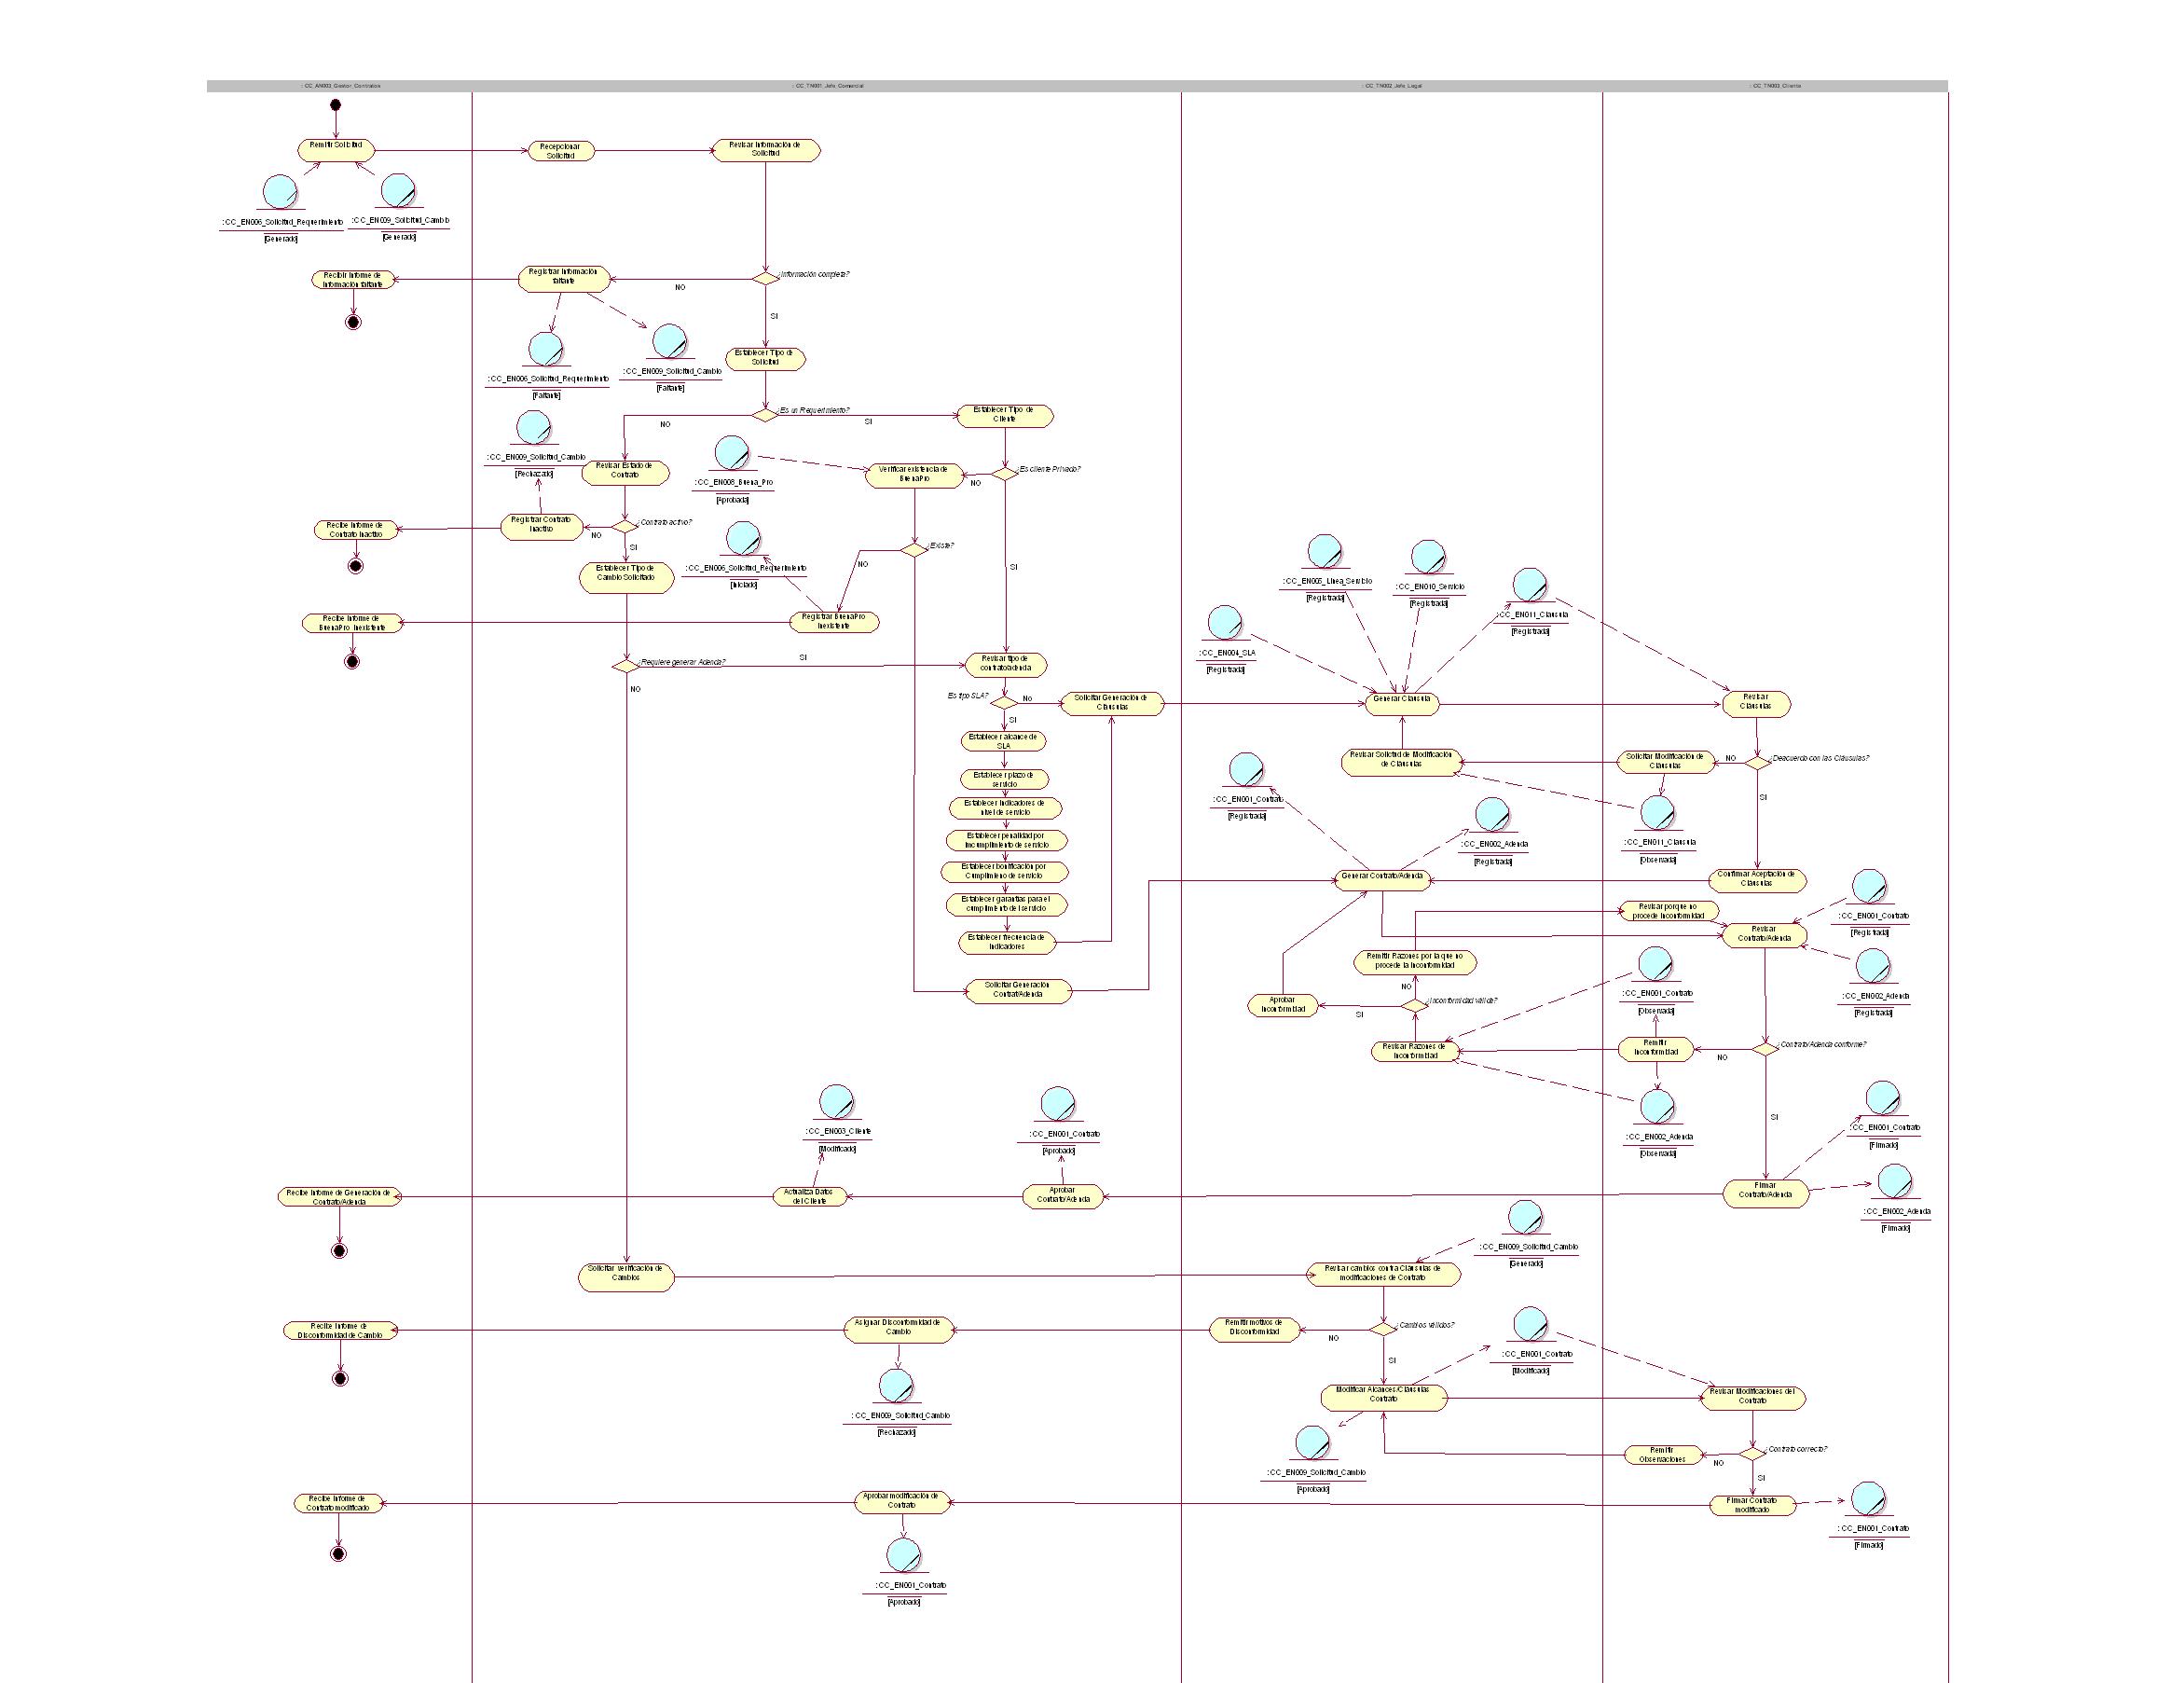 : CC_AN003_Gestor_Contratos
: CC_TN001_Jefe_Comercial
: CC_TN002_Jefe_Legal
: CC_TN003_Cliente
Remitir Solicitud
Recepcionar
Solicitud
Revisar Información de
Solicitud
: CC_EN006_Solicitud_Requerimiento
[Generado]
: CC_EN009_Solicitud_Cambio
[Generado]
Recibir Informe de
Información faltante
Registrar Información
faltante
¿Información completa?
NO
SI
: CC_EN006_Solicitud_Requerimiento
[Faltante]
: CC_EN009_Solicitud_Cambio
[Faltante]
Establecer Tipo de
Solicitud
¿Es un Requerimiento?
NO
SI
Establecer Tipo de
Cliente
: CC_EN009_Solicitud_Cambio
[Rechazado]
Revisar Estado de
Contrato
: CC_EN008_Buena_Pro
[Aprobada]
Verificar existencia de
BuenaPro
¿Es cliente Privado?
NO
SI
Recibe Informe de
Contrato Inactivo
Registrar Contrato
Inactivo
¿Contrato activo?
NO
SI
Establecer Tipo de
Cambio Solicitado
: CC_EN006_Solicitud_Requerimiento
[Iniciado]
¿Existe?
NO
Recibe Informe de
BuenaPro Inexistente
Registrar BuenaPro
Inexistente
¿Requiere generar Adenda?
SI
NO
Revisar tipo de
contrato/adenda
Es tipo SLA?
No
SI
Solicitar Generación de
Cláusulas
Establecer alcance de
SLA
Establecer plazo de
servicio
Establecer Indicadores de
nivel de servicio
Establecer penalidad por
incumplimiento de servicio
Establecer bonificación por
Cumplimieno de servicio
Establecer garantías para el
cumplimiento del servicio
Establecer frecuencia de
Indicadores
Solicitar Generación
Contrat/Adenda
: CC_EN004_SLA
[Registrada]
: CC_EN005_Linea_Servicio
[Registrada]
: CC_EN010_Servicio
[Registrada]
: CC_EN011_Clausula
[Registrada]
Generar Cláusula
Revisar
Cláusulas
Revisar Solicitud de Modificación
de Cláusulas
Solicitar Modificación de
Cláusulas
NO
¿Deacuerdo con las Cláusulas?
SI
: CC_EN011_Clausula
[Observada]
: CC_EN001_Contrato
[Registrada]
: CC_EN002_Adenda
[Registrada]
Generar Contrato/Adenda
Confirmar Aceptación de
Cláusulas
Revisar porque no
procede Inconformidad
: CC_EN001_Contrato
[Registrada]
Revisar
Contrato/Adenda
Remitir Razones por la que no
procede la Inconformidad
NO
: CC_EN002_Adenda
[Registrada]
: CC_EN001_Contrato
[Observada]
Aprobar
Inconformidad
SI
¿Inconformidad válida?
Revisar Razones de
Inconformidad
Remitir
Inconformidad
NO
¿Contrato/Adenda conforme?
SI
: CC_EN002_Adenda
[Observada]
: CC_EN001_Contrato
[Firmado]
: CC_EN003_Cliente
[Modificado]
: CC_EN001_Contrato
[Aprobado]
Recibe Informe de Generación de
Contrato/Adenda
Actualiza Datos
del Cliente
Aprobar
Contrato/Adenda
Firmar
Contrato/Adenda
: CC_EN002_Adenda
[Firmado]
: CC_EN009_Solicitud_Cambio
[Generado]
Solicitar verificación de
Cambios
Revisar cambios contra Cláusulas de
modificaciones de Contrato
Recibe Informe de
Disconformidad de Cambio
Asignar Disconformidad de
Cambio
Remitir motivos de
Disconformidad
NO
¿Cambios válidos?
SI
: CC_EN001_Contrato
[Modificado]
: CC_EN009_Solicitud_Cambio
[Rechazado]
Modificar Alcances/Cláusulas
Contrato
Revisar Modificaciones del
Contrato
: CC_EN009_Solicitud_Cambio
[Aprobado]
Remitir
Observaciones
NO
¿Contrato correcto?
SI
Recibe Informe de
Contrato modificado
Aprobar modificación de
Contrato
Firmar Contrato
modificado
: CC_EN001_Contrato
[Firmado]
: CC_EN001_Contrato
[Aprobado]